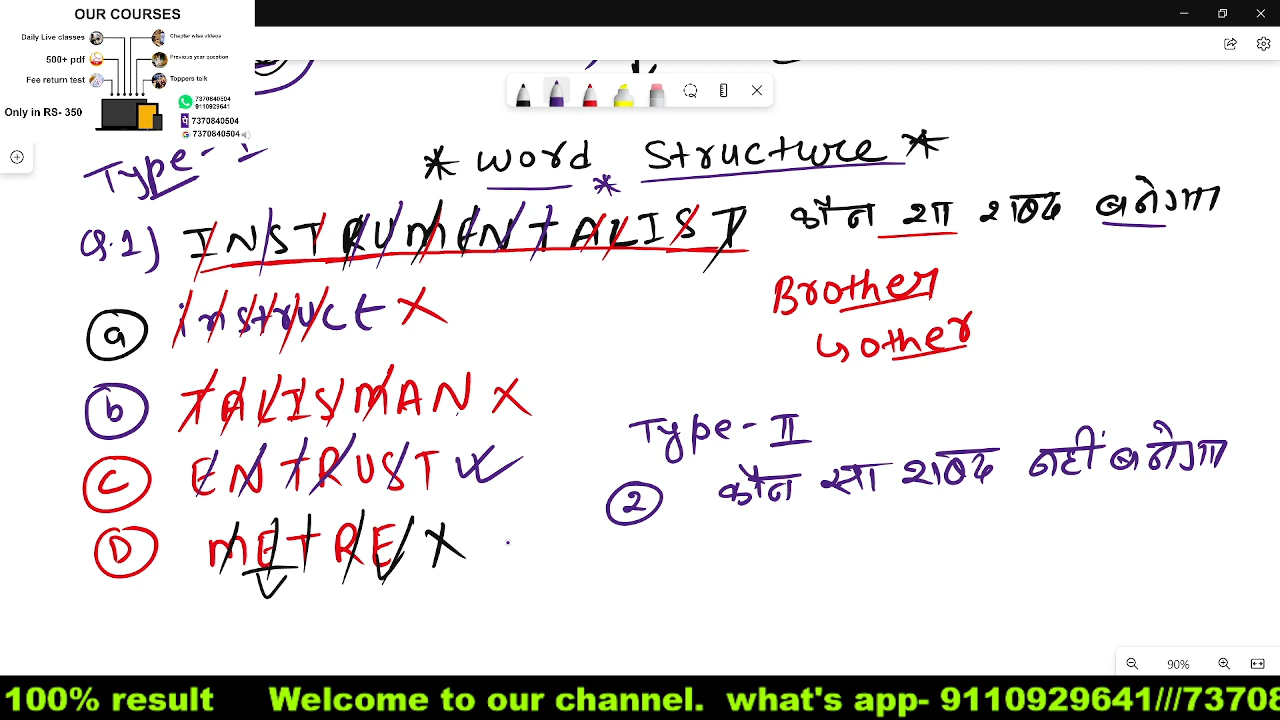 OUR COURSES
Daily Live classes
Chapter wise videos
500+ pdf
Previous year question
Fee return test
Toppers talk
Only in RS- 350
7370840504
9110929641
7370840504
7370840504
Type- I
* Word Structure *
*
Q.1) INSTRUMENTALIST कौन शा शब्द बनेगा
Brother
↳ other
a instruct X
b TALISMAN X
C ENTRUST ✓
D METRE X
Type- II
2 कौन सा शब्द नहीं बनेगा
90%
100% result Welcome to our channel. what's app- 9110929641///73708